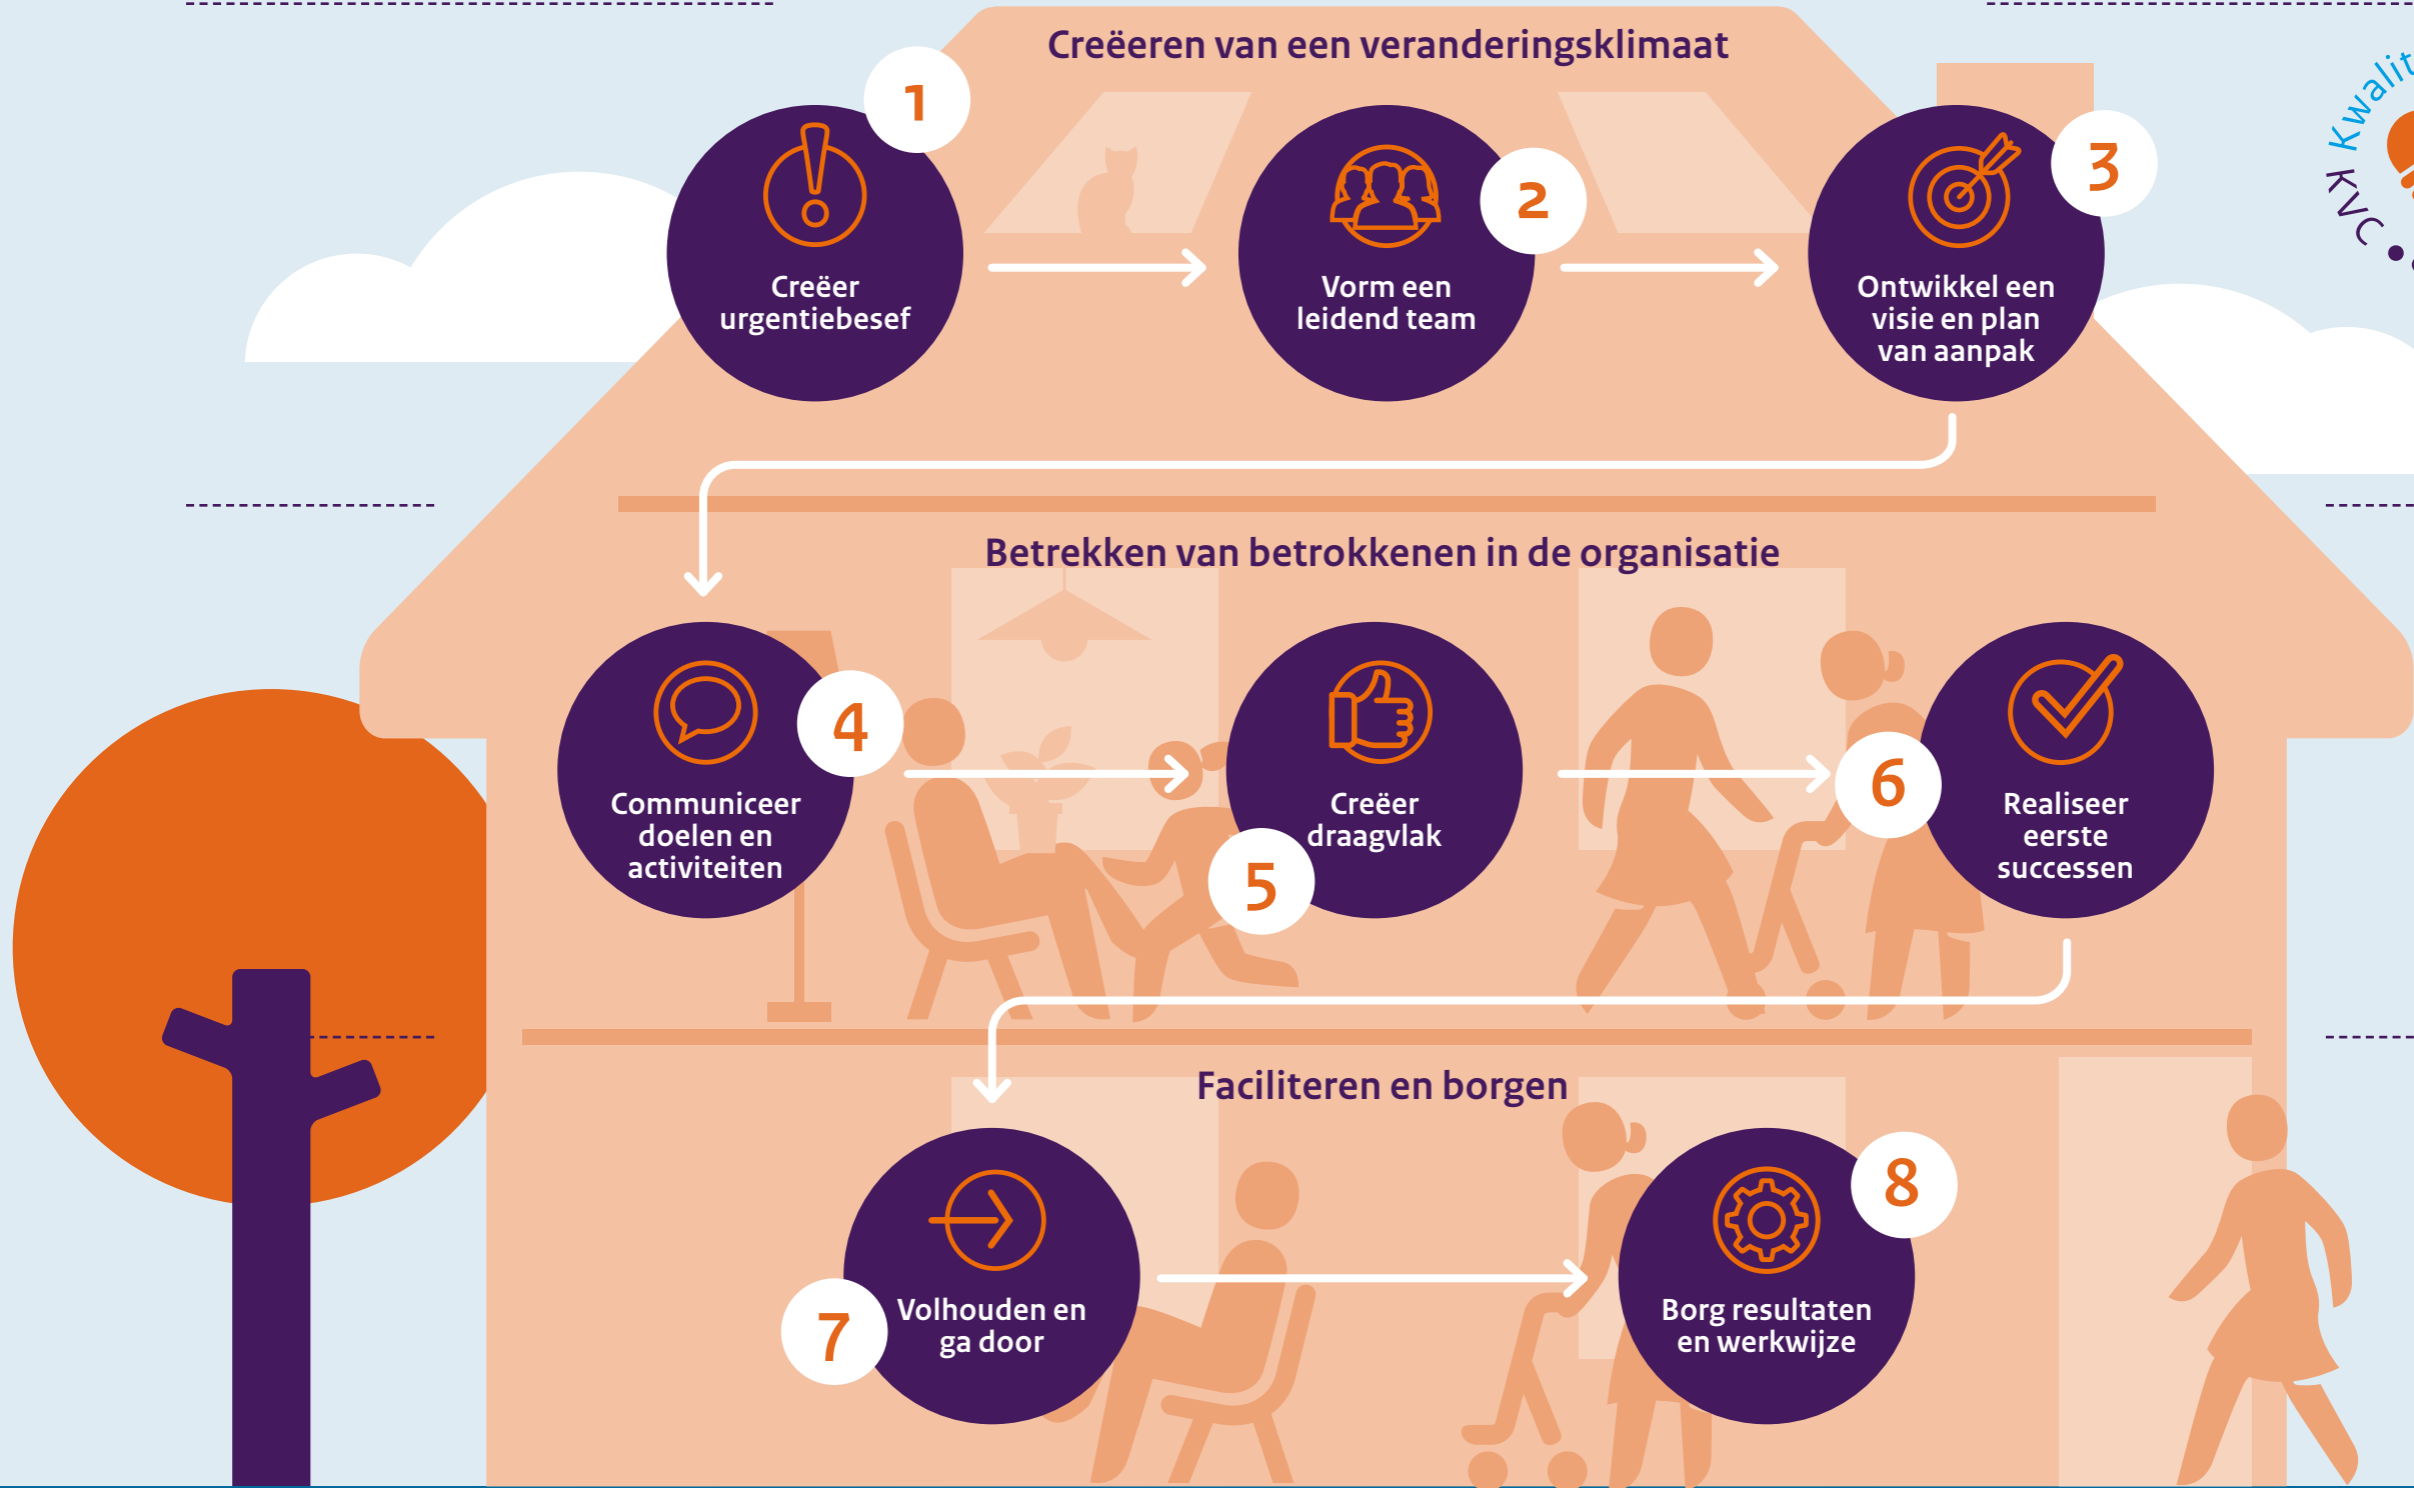 Creëeren van een veranderingsklimaat
1
Creëer
urgentiebesef
2
Vorm een
leidend team
3
Ontwikkel een
visie en plan
van aanpak
KVC
Betrekken van betrokkenen in de organisatie
4
Communiceer
doelen en
activiteiten
5
Creëer
draagvlak
6
Realiseer
eerste
successen
Faciliteren en borgen
7
Volhouden en
ga door
8
Borg resultaten
en werkwijze